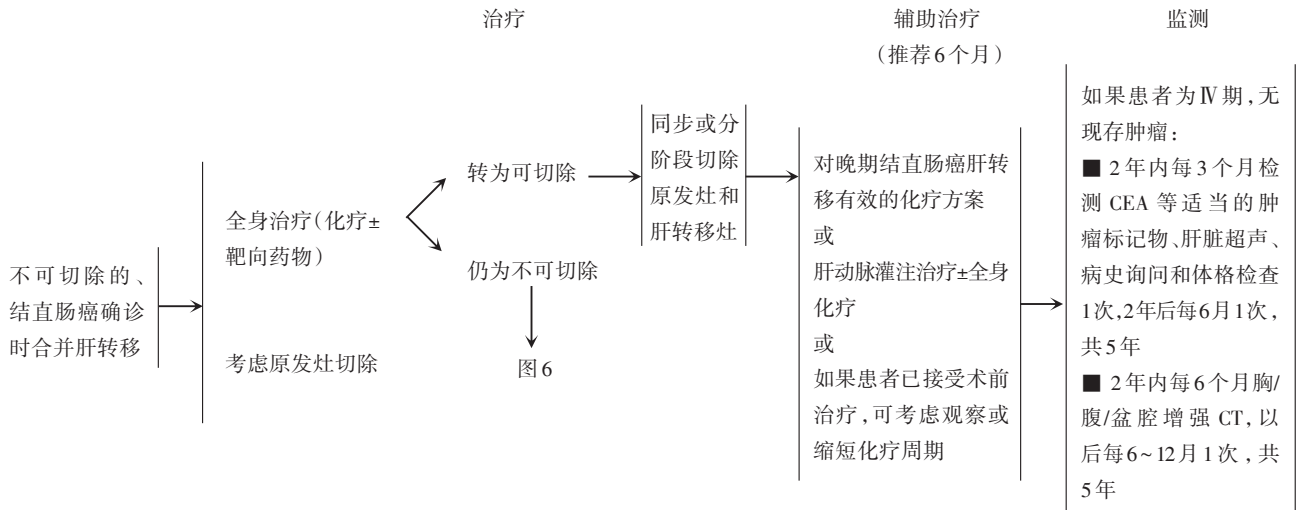 治疗
辅助治疗
(推荐6个月)
监测
不可切除的、
结直肠癌确诊
时合并肝转移
全身治疗(化疗±
靶向药物)
考虑原发灶切除
转为可切除
仍为不可切除
图6
同步或分
阶段切除
原发灶和
肝转移灶
对晚期结直肠癌肝转
移有效的化疗方案
或
肝动脉灌注治疗±全身
化疗
或
如果患者已接受术前
治疗,可考虑观察或
缩短化疗周期
如果患者为Ⅳ期,无
现存肿瘤:
■ 2年内每3个月检
测 CEA 等适当的肿
瘤标记物、肝脏超声、
病史询问和体格检查
1次,2年后每6月1次,
共5年
■ 2年内每6个月胸/
腹/盆腔增强 CT, 以
后每6~12月1次, 共
5年